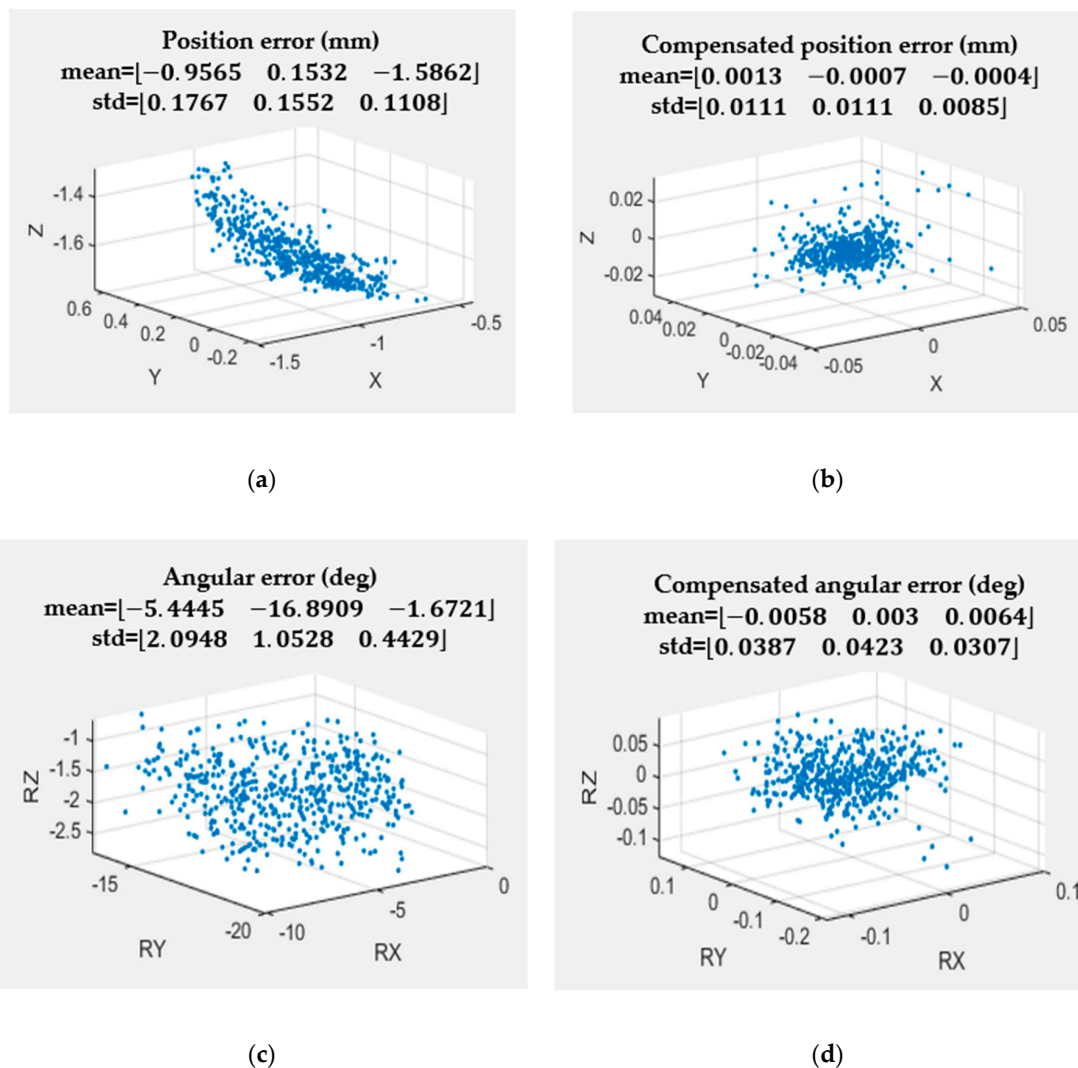 Position error (mm)
mean=⌊−0.9565 0.1532 −1.5862⌋
std=⌊0.1767 0.1552 0.1108⌋
-1.4
-1.6
Z
0.6
0.4
0.2
0
-0.2
Y
-1.5
-1
-0.5
X
(a)
Compensated position error (mm)
mean=⌊0.0013 −0.0007 −0.0004⌋
std=⌊0.0111 0.0111 0.0085⌋
0.02
0
-0.02
Z
0.04
0.02
0
-0.02
-0.04
Y
-0.05
0
0.05
X
(b)
Angular error (deg)
mean=⌊−5.4445 −16.8909 −1.6721⌋
std=⌊2.0948 1.0528 0.4429⌋
-1
-1.5
-2
-2.5
RZ
-15
-20
RY
-10
-5
0
RX
(c)
Compensated angular error (deg)
mean=⌊−0.0058 0.003 0.0064⌋
std=⌊0.0387 0.0423 0.0307⌋
0.05
0
-0.05
-0.1
RZ
0.1
0
-0.1
-0.2
RY
-0.1
0
0.1
RX
(d)